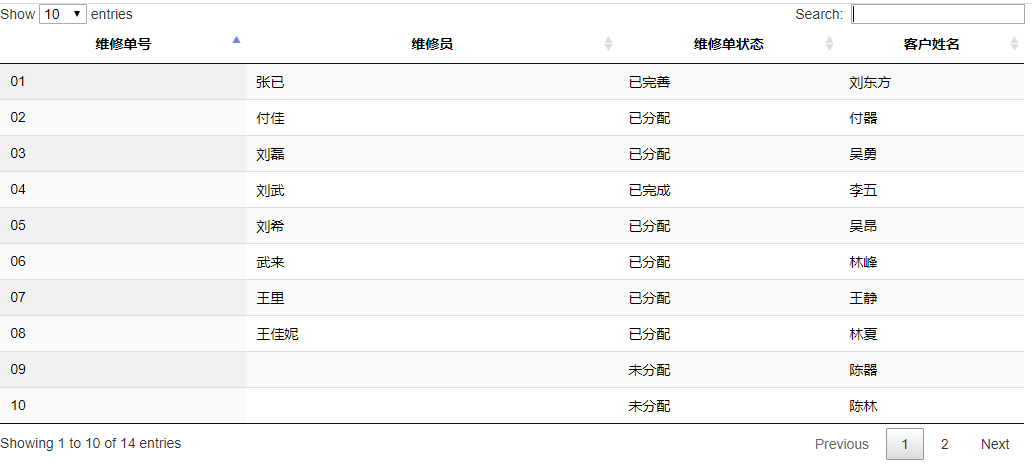 Show 10 entries Search:
维修单号 维修员 维修单状态 客户姓名
01 张已 已完善 刘东方
02 付佳 已分配 付器
03 刘磊 已分配 吴勇
04 刘武 已完成 李五
05 刘希 已分配 吴昂
06 武来 已分配 林峰
07 王里 已分配 王静
08 王佳妮 已分配 林夏
09 未分配 陈器
10 未分配 陈林
Showing 1 to 10 of 14 entries Previous 1 2 Next